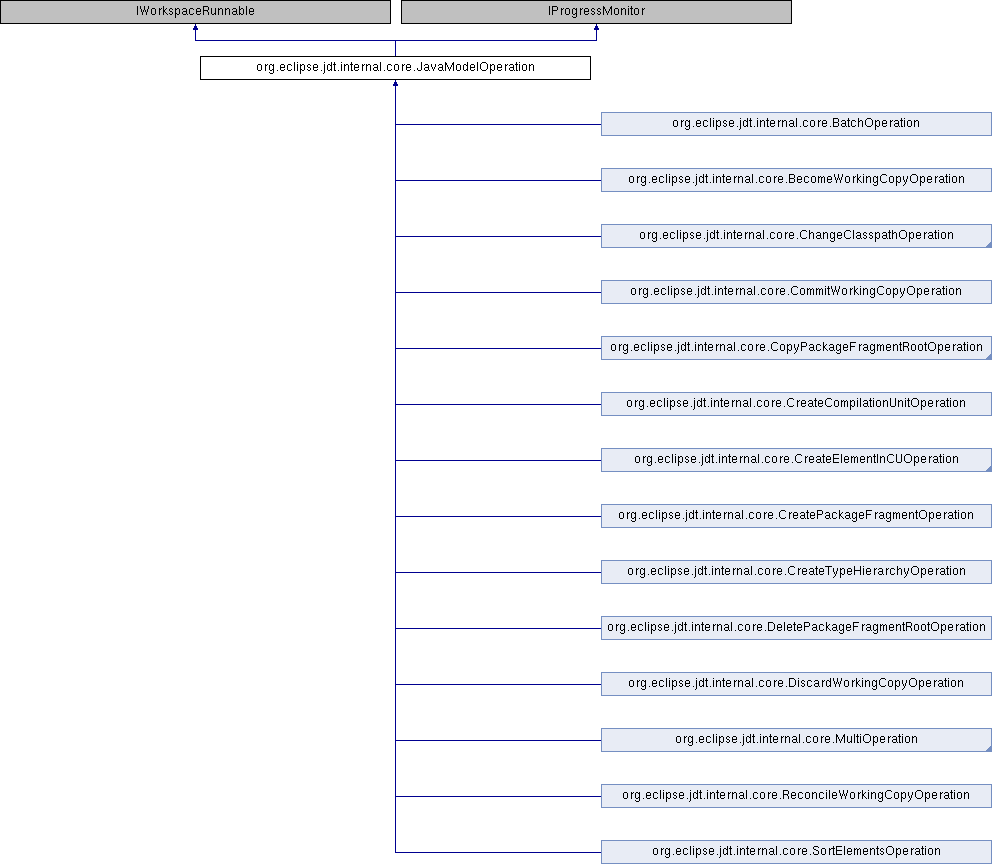 IWorkspaceRunnable
IProgressMonitor
org.eclipse.jdt.internal.core.JavaModelOperation
org.eclipse.jdt.internal.core.BatchOperation
org.eclipse.jdt.internal.core.BecomeWorkingCopyOperation
org.eclipse.jdt.internal.core.ChangeClasspathOperation
org.eclipse.jdt.internal.core.CommitWorkingCopyOperation
org.eclipse.jdt.internal.core.CopyPackageFragmentRootOperation
org.eclipse.jdt.internal.core.CreateCompilationUnitOperation
org.eclipse.jdt.internal.core.CreateElementInCUOperation
org.eclipse.jdt.internal.core.CreatePackageFragmentOperation
org.eclipse.jdt.internal.core.CreateTypeHierarchyOperation
org.eclipse.jdt.internal.core.DeletePackageFragmentRootOperation
org.eclipse.jdt.internal.core.DiscardWorkingCopyOperation
org.eclipse.jdt.internal.core.MultiOperation
org.eclipse.jdt.internal.core.ReconcileWorkingCopyOperation
org.eclipse.jdt.internal.core.SortElementsOperation